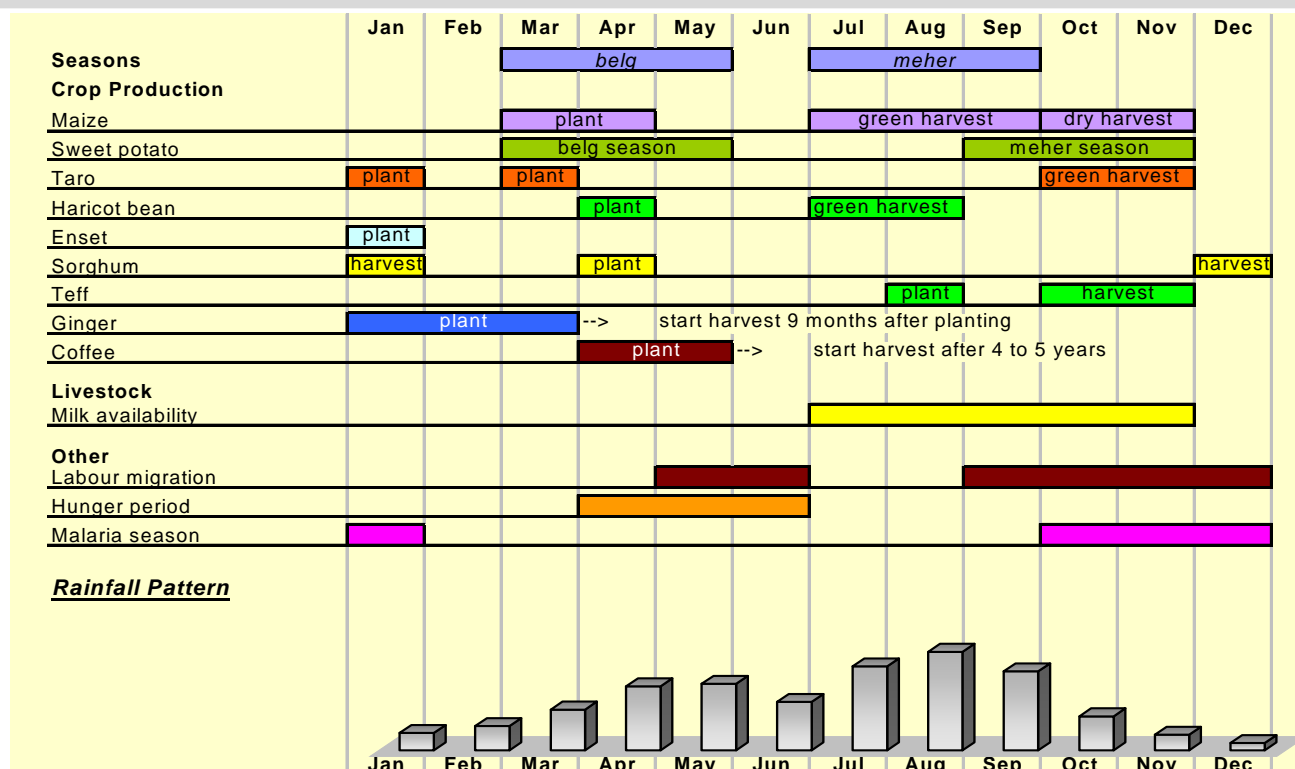 Jan Feb Mar Apr May Jun Jul Aug Sep Oct Nov Dec
Seasons belg meher
Crop Production
Maize plant green harvest dry harvest
Sweet potato belg season meher season
Taro plant plant green harvest
Haricot bean plant green harvest
Enset plant
Sorghum harvest plant harvest
Teff plant harvest
Ginger plant --> start harvest 9 months after planting
Coffee plant --> start harvest after 4 to 5 years
Livestock
Milk availability
Other
Labour migration
Hunger period
Malaria season
Rainfall Pattern
Jan Feb Mar Apr May Jun Jul Aug Sep Oct Nov Dec